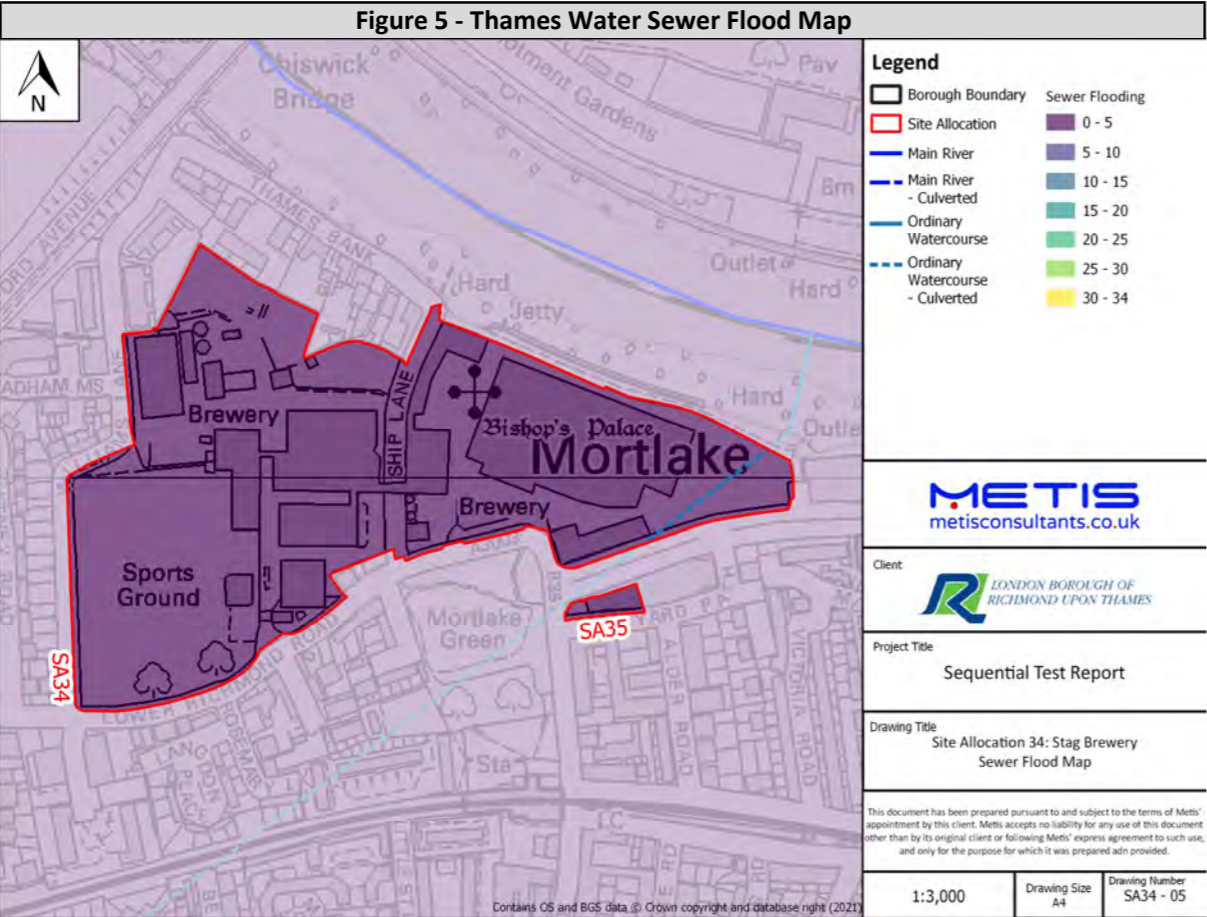 Figure 5 - Thames Water Sewer Flood Map
N
Chiswick
Bridge
Gardens
Pav
THAMES BANK
Hard
Jetty
Outlet
Hard
Hard
SHIP LANE
Brewery
Bishop's Palace
Mortlake
Brewery
Sports
Ground
Mortlake
Green
SA35
SA34
LOWER RICHMOND ROAD
ALDER ROAD
VICTORIA ROAD
Sta
LC
Contains OS and BGS data © Crown copyright and database right (2021)
Legend
Borough Boundary
Site Allocation
Main River
Main River
- Culverted
Ordinary
Watercourse
Ordinary
Watercourse
- Culverted
Sewer Flooding
0 - 5
5 - 10
10 - 15
15 - 20
20 - 25
25 - 30
30 - 34
METIS
metisconsultants.co.uk
Client
LONDON BOROUGH OF
RICHMOND UPON THAMES
Project Title
Sequential Test Report
Drawing Title
Site Allocation 34: Stag Brewery
Sewer Flood Map
This document has been prepared pursuant to and subject to the terms of Metis'
appointment by this client. Metis accepts no liability for any use of this document
other than by its original client or following Metis' express agreement to such use,
and only for the purpose for which it was prepared adn provided.
1:3,000
Drawing Size
A4
Drawing Number
SA34 - 05